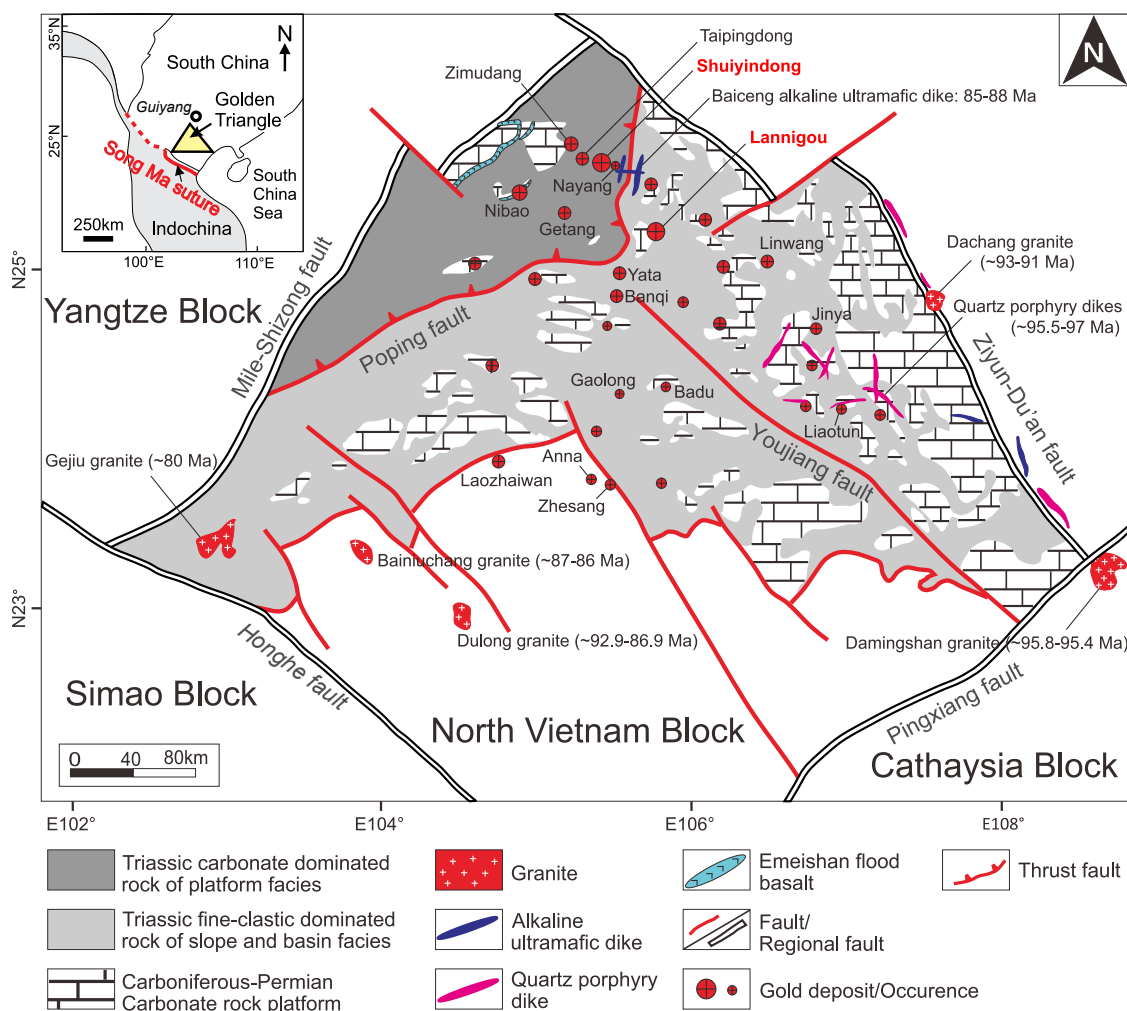 35°N
25°N
South China
N
Guiyang
Golden
Triangle
Song Ma suture
South
China
Sea
Indochina
250km
100°E
110°E
N
Taipingdong
Zimudang
Shuiyindong
Baiceng alkaline ultramafic dike: 85-88 Ma
Lannigou
Nayang
Nibao
Getang
Linwang
Dachang granite
(~93-91 Ma)
Quartz porphyry dikes
(~95.5-97 Ma)
N25°
Yangtze Block
Mile-Shizong fault
Poping fault
Yata
Banqi
Jinya
Ziyun-Du'an fault
Gaolong
Badu
Liaotun
Youjiang fault
Gejiu granite (~80 Ma)
Laozhaiwan
Anna
Zhesang
Bainiuchang granite (~87-86 Ma)
N23°
Dulong granite (~92.9-86.9 Ma)
Damingshan granite (~95.8-95.4 Ma)
Honghe fault
Pingxiang fault
Simao Block
North Vietnam Block
Cathaysia Block
0 40 80km
E102° E104° E106° E108°
Triassic carbonate dominated
rock of platform facies
Granite
Emeishan flood
basalt
Thrust fault
Triassic fine-clastic dominated
rock of slope and basin facies
Alkaline
ultramafic dike
Fault/
Regional fault
Carboniferous-Permian
Carbonate rock platform
Quartz porphyry
dike
Gold deposit/Occurence